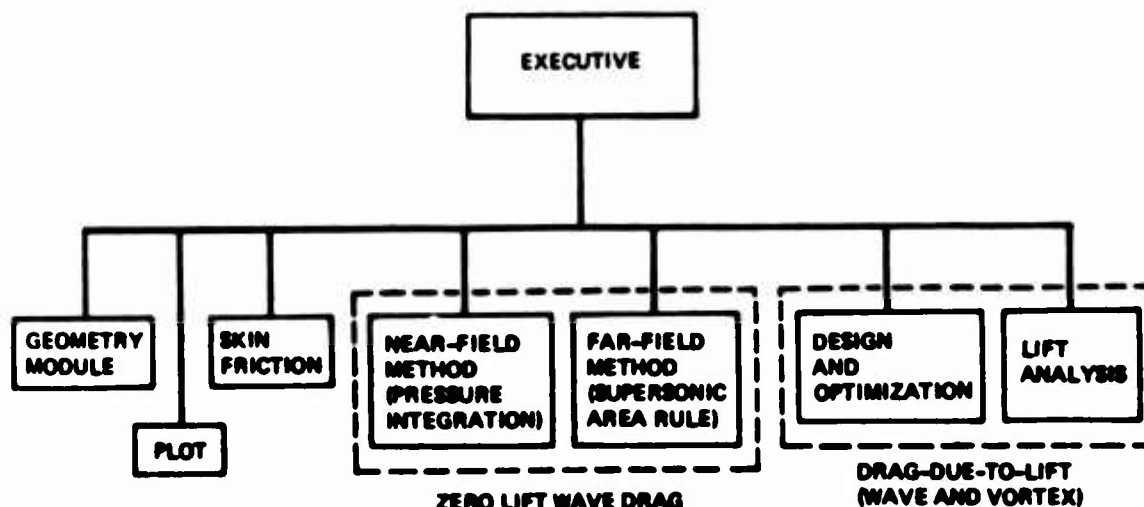 EXECUTIVE
GEOMETRY
MODULE
PLOT
SKIN
FRICTION
NEAR-FIELD
METHOD
(PRESSURE
INTEGRATION)
FAR-FIELD
METHOD
(SUPERSONIC
AREA RULE)
ZERO LIFT WAVE DRAG
DESIGN
AND
OPTIMIZATION
LIFT
ANALYSIS
DRAG-DUE-TO-LIFT
(WAVE AND VORTEX)